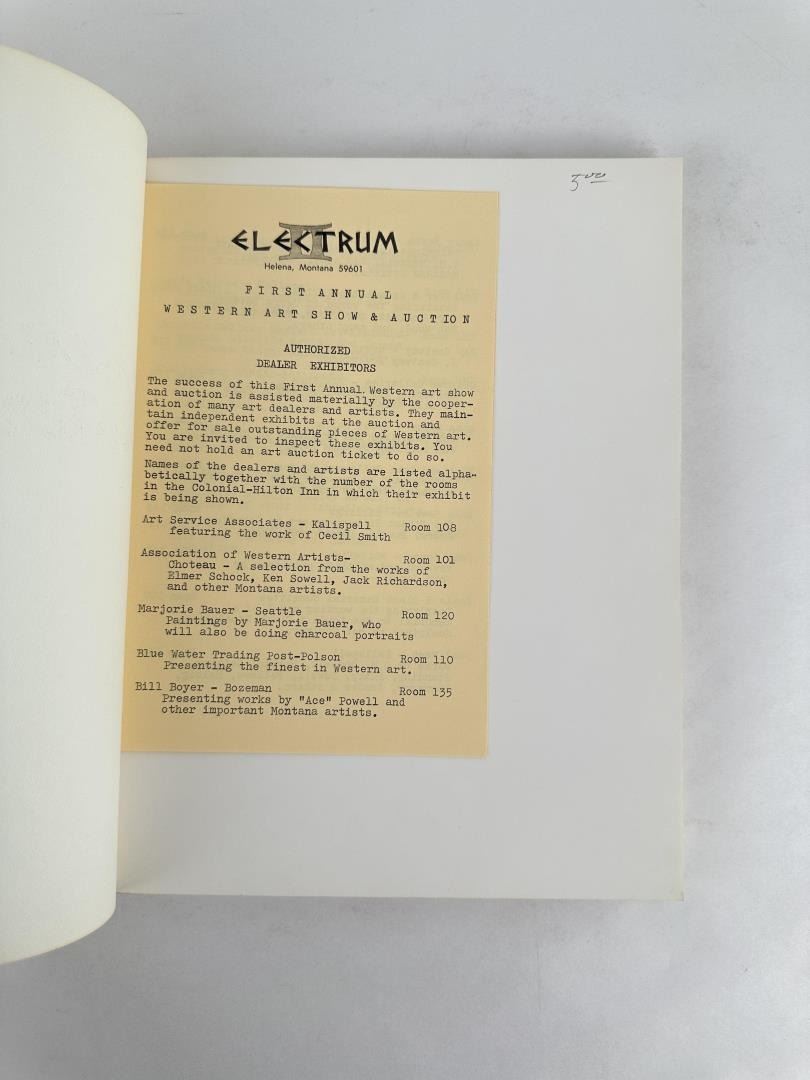 5 00
ELECTRUM
II
Helena, Montana 59601
FIRST ANNUAL
WESTERN ART SHOW & AUCTION
AUTHORIZED
DEALER EXHIBITORS
The success of this First Annual Western art show
and auction is assisted materially by the cooper-
ation of many art dealers and artists. They main-
tain independent exhibits at the auction and
offer for sale outstanding pieces of Western art.
You are invited to inspect these exhibits. You
need not hold an art auction ticket to do so.
Names of the dealers and artists are listed alpha-
betically together with the number of the rooms
in the Colonial-Hilton Inn in which their exhibit
is being shown.
Art Service Associates - Kalispell Room 108
featuring the work of Cecil Smith
Association of Western Artists- Room 101
Choteau - A selection from the works of
Elmer Schock, Ken Sowell, Jack Richardson,
and other Montana artists.
Marjorie Bauer - Seattle Room 120
Paintings by Marjorie Bauer, who
will also be doing charcoal portraits
Blue Water Trading Post-Polson Room 110
Presenting the finest in Western art.
Bill Boyer - Bozeman Room 135
Presenting works by "Ace" Powell and
other important Montana artists.